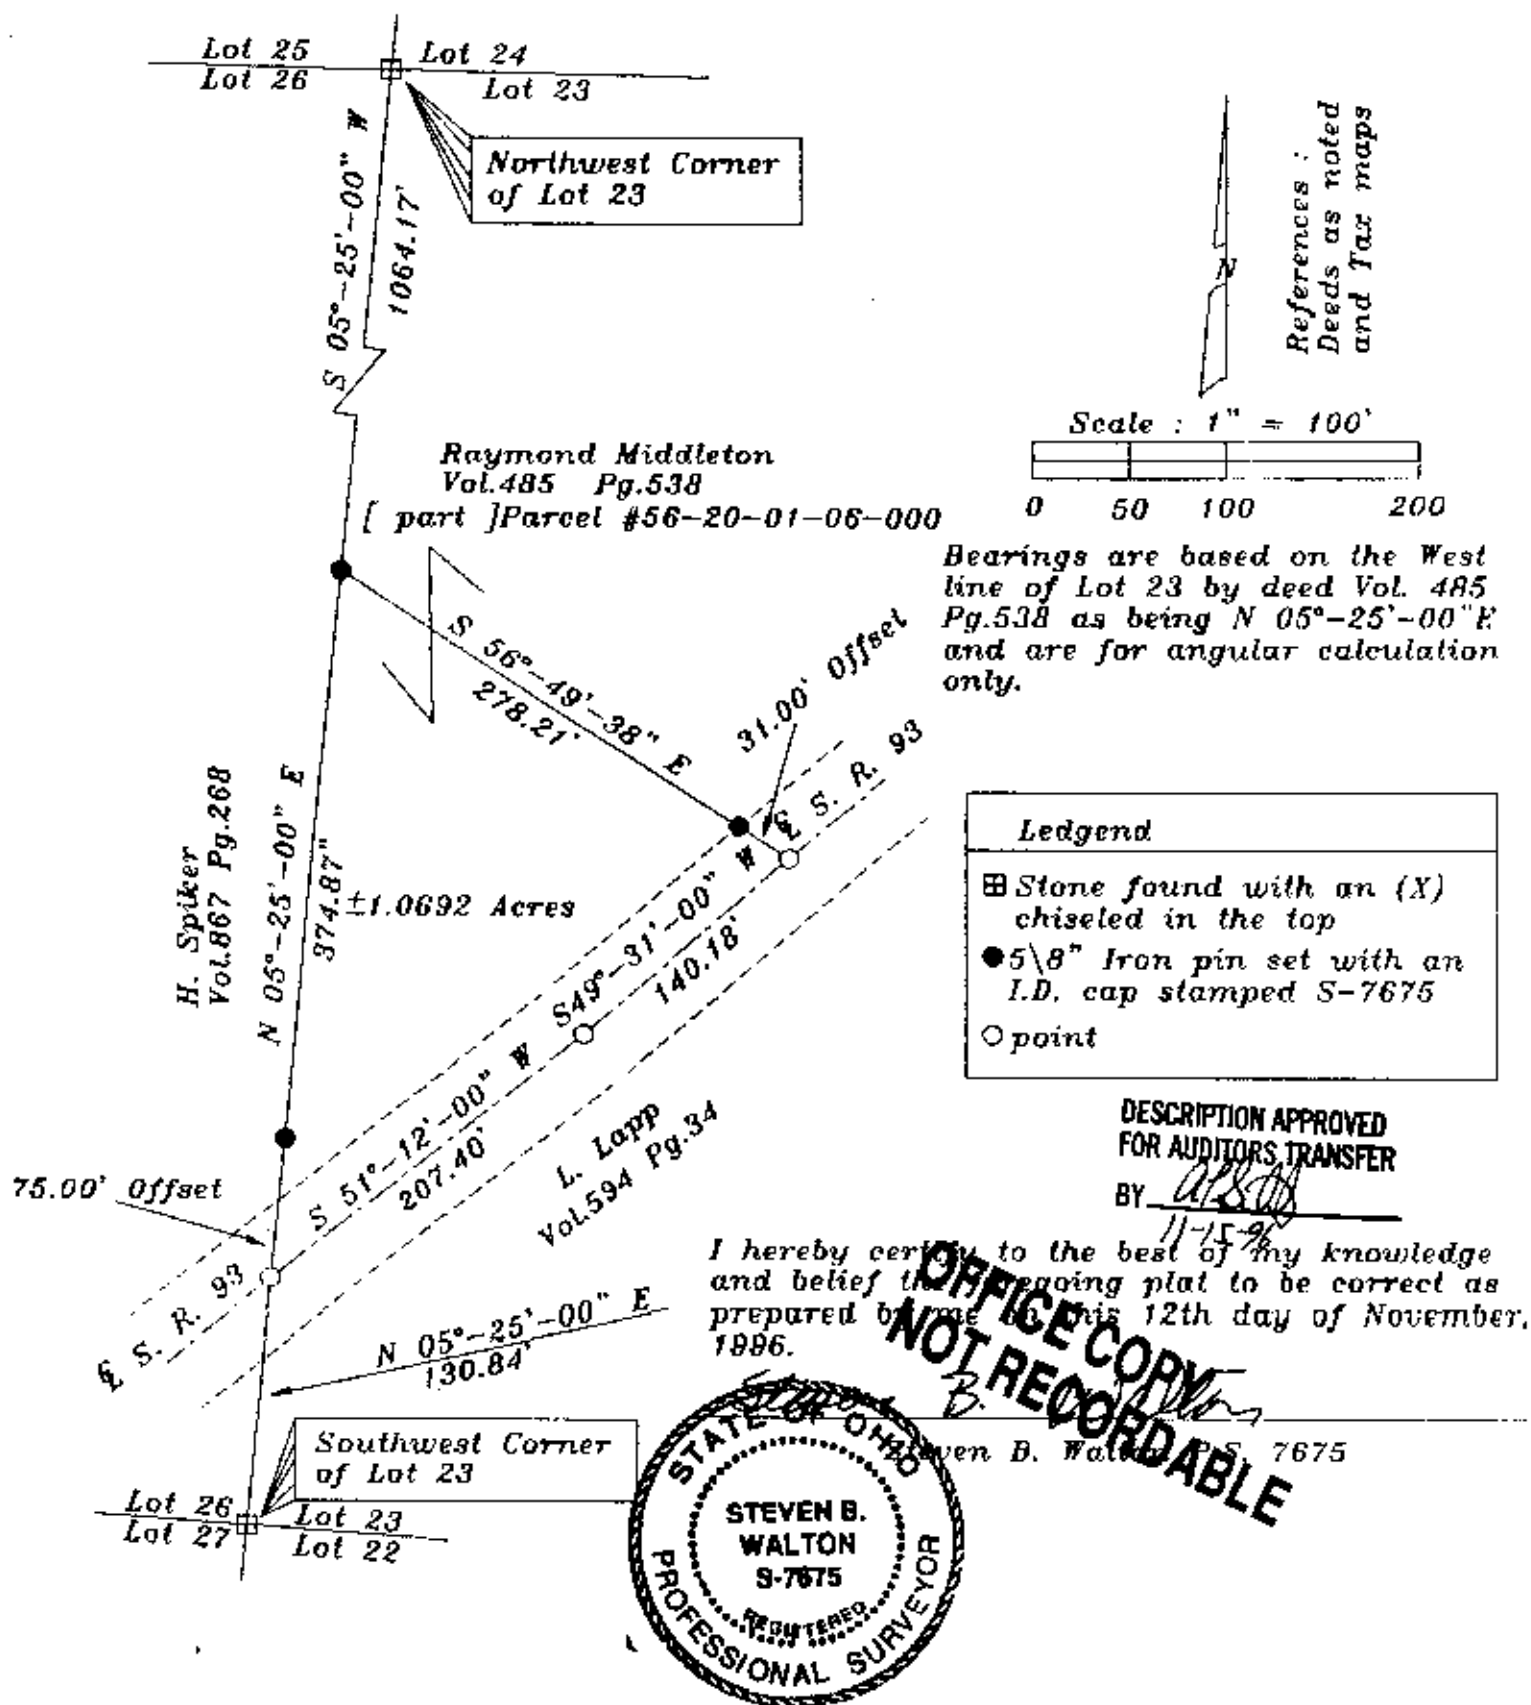 Lot 25
Lot 24
Lot 26
Lot 23
Northwest Corner
of Lot 23
S 05°-25'-00" W
1064.17'
N
References :
Deeds as noted
and Tax maps
Scale : 1" = 100'
0 50 100 200
Raymond Middleton
Vol.485 Pg.538
[ part ]Parcel #56-20-01-06-000
Bearings are based on the West
line of Lot 23 by deed Vol. 485
Pg.538 as being N 05°-25'-00"E
and are for angular calculation
only.
S 56°-49'-38" E
278.21'
31.00' Offset
℄ S. R. 93
H. Spiker
Vol.867 Pg.268
N 05°-25'-00" E
374.87"
±1.0692 Acres
S49°-31'-00" W
140.18'
Ledgend
Stone found with an (X)
chiseled in the top
5\8" Iron pin set with an
I.D. cap stamped S-7675
point
S 51°-12'-00" W
207.40'
L. Lapp
Vol.594 Pg.34
75.00' Offset
℄ S. R. 93
N 05°-25'-00" E
130.84'
DESCRIPTION APPROVED
FOR AUDITORS TRANSFER
BY
11-15-96
I hereby certify to the best of my knowledge
and belief the foregoing plat to be correct as
prepared by me on this 12th day of November,
1996.
OFFICE COPY
NOT RECORDABLE
Steven B. Walton
Steven B. Walton P.S. 7675
Southwest Corner
of Lot 23
Lot 26
Lot 23
Lot 27
Lot 22
STATE OF OHIO
STEVEN B.
WALTON
S-7675
REGISTERED
PROFESSIONAL SURVEYOR